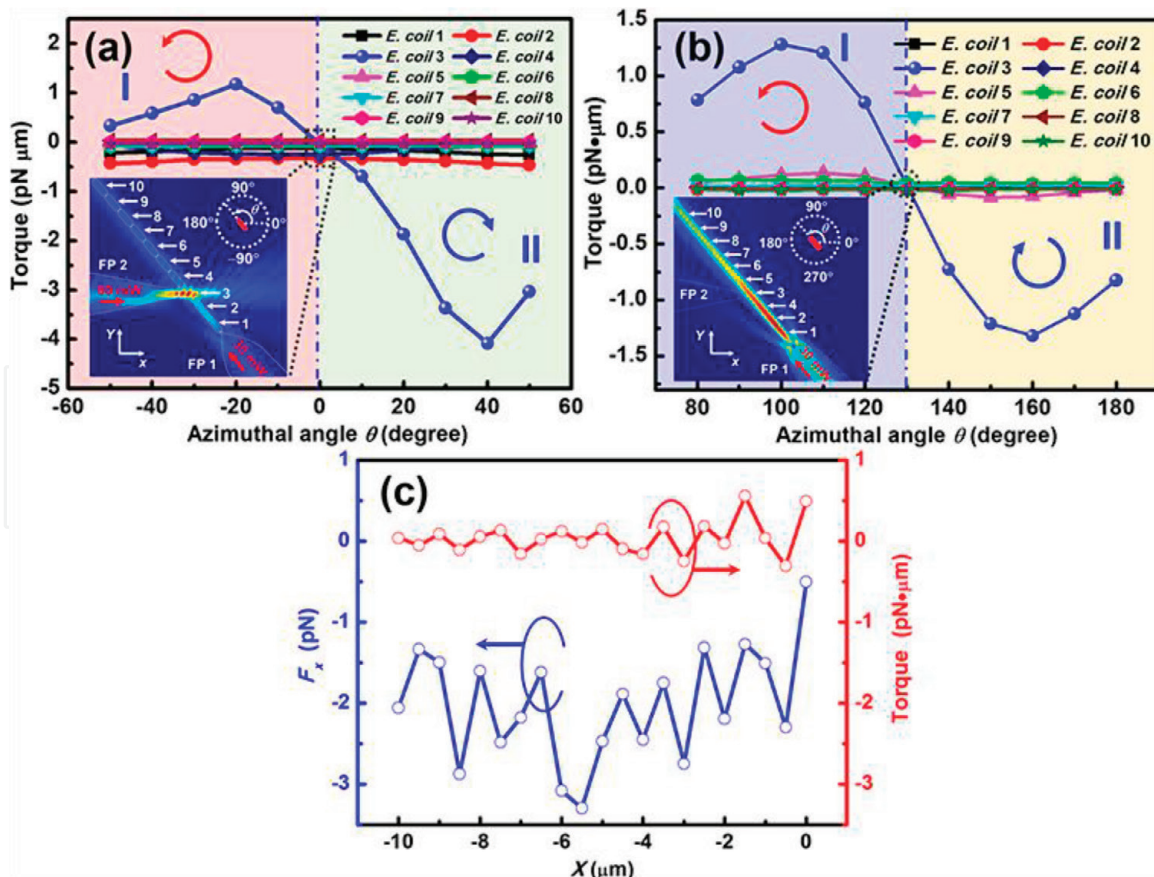 (a)
E. coil 1
E. coil 2
E. coil 3
E. coil 4
E. coil 5
E. coil 6
E. coil 7
E. coil 8
E. coil 9
E. coil 10
I
II
Torque (pN μm)
2
1
0
-1
-2
-3
-4
-5
10
9
8
7
6
5
4
3
2
1
90°
180°
θ
0°
−90°
FP 2
FP 1
30 mW
Y
x
-60
-40
-20
0
20
40
60
Azimuthal angle θ (degree)
(b)
E. coil 1
E. coil 2
E. coil 3
E. coil 4
E. coil 5
E. coil 6
E. coil 7
E. coil 8
E. coil 9
E. coil 10
I
II
Torque (pN•μm)
1.5
1.0
0.5
0.0
-0.5
-1.0
-1.5
10
9
8
7
6
5
4
3
2
1
90°
180°
θ
0°
270°
FP 2
FP 1
30 mW
Y
x
80
100
120
140
160
180
Azimuthal angle θ (degree)
(c)
F x (pN)
1
0
-1
-2
-3
1
0
-1
-2
-3
Torque (pN•μm)
-10
-8
-6
-4
-2
0
X (μm)